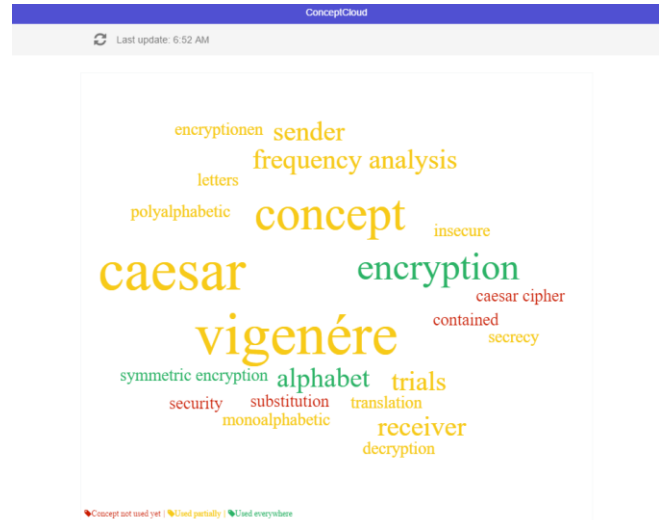 ConceptCloud
Last update: 6:52 AM
encryptionen sender
frequency analysis
letters
polyalphabetic concept
insecure
caesar encryption
caesar cipher
contained
vigenére secrecy
symmetric encryption alphabet trials
security substitution translation
monoalphabetic receiver
decryption
Concept not used yet | Used partially | Used everywhere